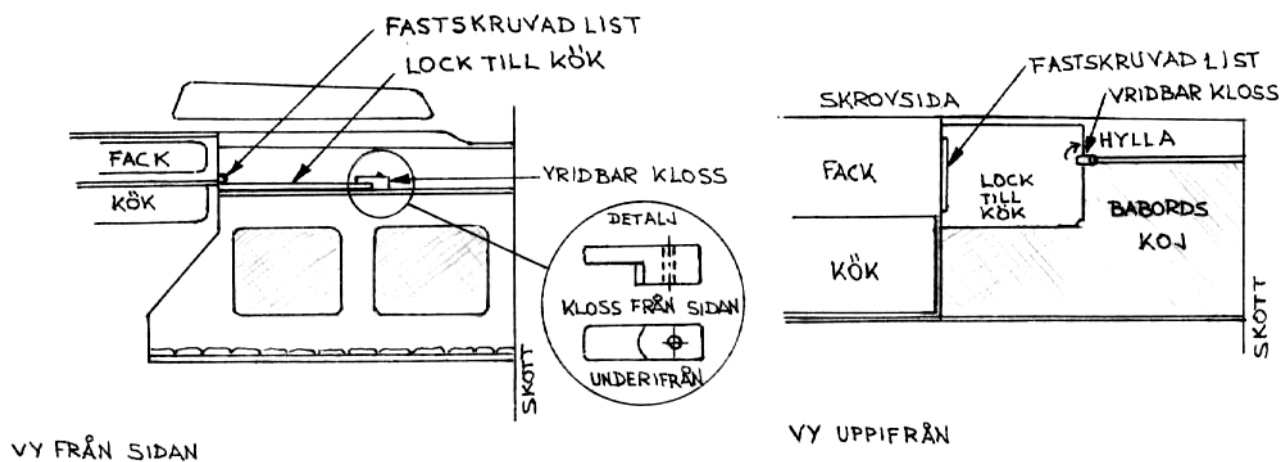 FASTSKRUVAD LIST
LOCK TILL KÖK
FACK
KÖK
VRIDBAR KLOSS
DETALJ
KLOSS FRÅN SIDAN
UNDERIFRÅN
SKOTT
VY FRÅN SIDAN
FASTSKRUVAD LIST
SKROVSIDA
VRIDBAR KLOSS
HYLLA
FACK
LOCK
TILL
KÖK
BABORDS
KOJ
KÖK
SKOTT
VY UPPIFRÅN